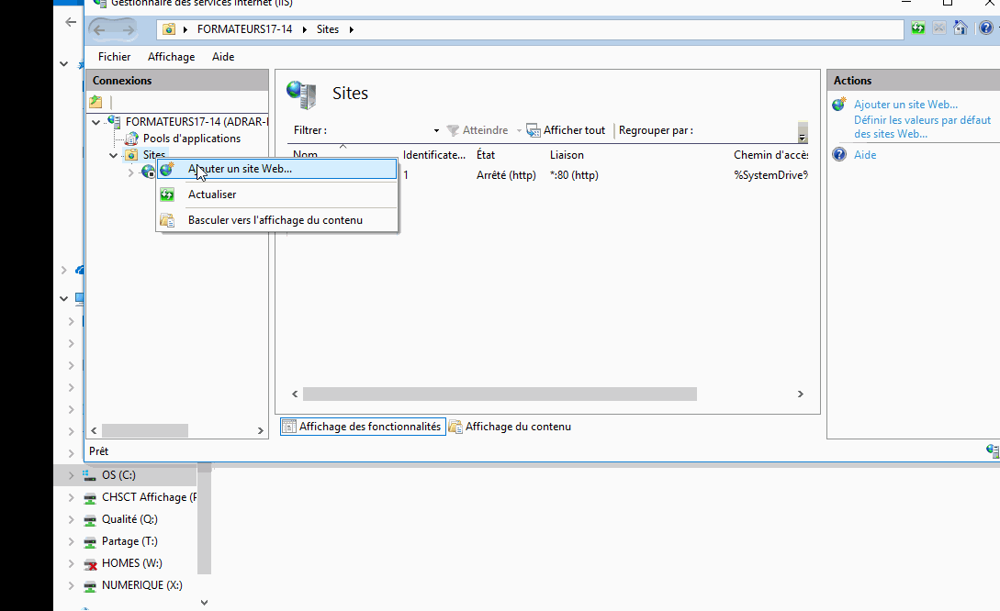 Gestionnaire des services Internet (IIS)
FORMATEURS17-14
Sites
Fichier
Affichage
Aide
Connexions
FORMATEURS17-14 (ADRAR-
Pools d'applications
Sites
Ajouter un site Web...
Actualiser
Basculer vers l'affichage du contenu
Sites
Filtrer :
Atteindre
Afficher tout
Regrouper par :
Nom
Identificate...
État
Liaison
Chemin d'accès
1
Arrêté (http)
*:80 (http)
%SystemDrive%
Affichage des fonctionnalités
Affichage du contenu
Actions
Ajouter un site Web...
Définir les valeurs par défaut
des sites Web...
Aide
Prêt
OS (C:)
CHSCT Affichage (P
Qualité (Q:)
Partage (T:)
HOMES (W:)
NUMERIQUE (X:)